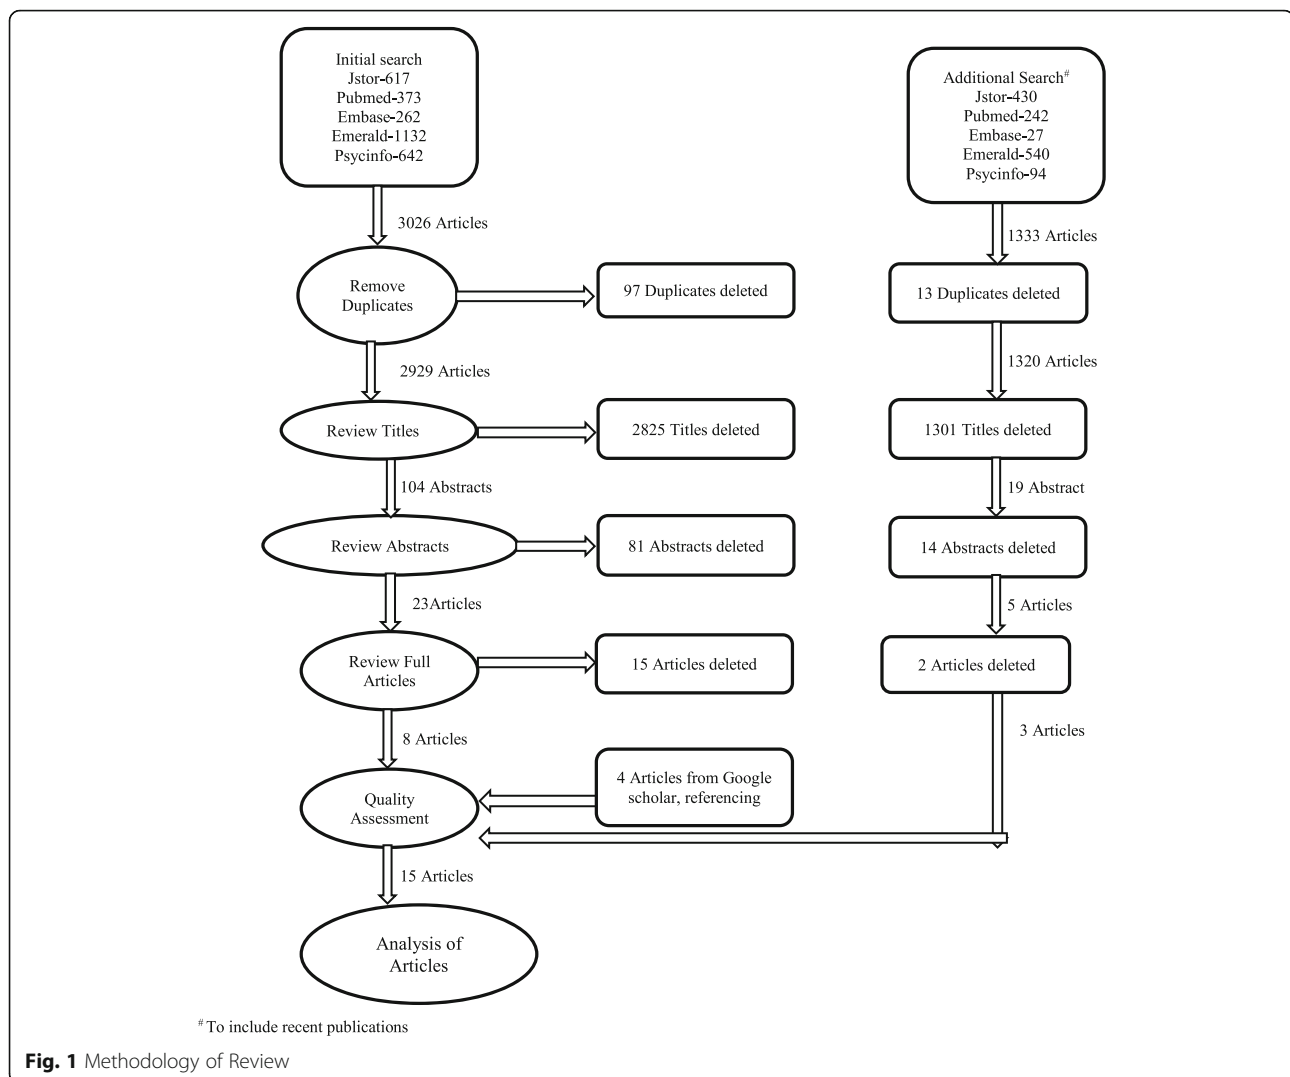 Initial search
Jstor-617
Pubmed-373
Embase-262
Emerald-1132
Psycinfo-642
3026 Articles
Remove
Duplicates
97 Duplicates deleted
2929 Articles
Review Titles
2825 Titles deleted
104 Abstracts
Review Abstracts
81 Abstracts deleted
23Articles
Review Full
Articles
15 Articles deleted
8 Articles
Quality
Assessment
4 Articles from Google
scholar, referencing
15 Articles
Analysis of
Articles
Additional Search#
Jstor-430
Pubmed-242
Embase-27
Emerald-540
Psycinfo-94
1333 Articles
13 Duplicates deleted
1320 Articles
1301 Titles deleted
19 Abstract
14 Abstracts deleted
5 Articles
2 Articles deleted
3 Articles
# To include recent publications
Fig. 1 Methodology of Review